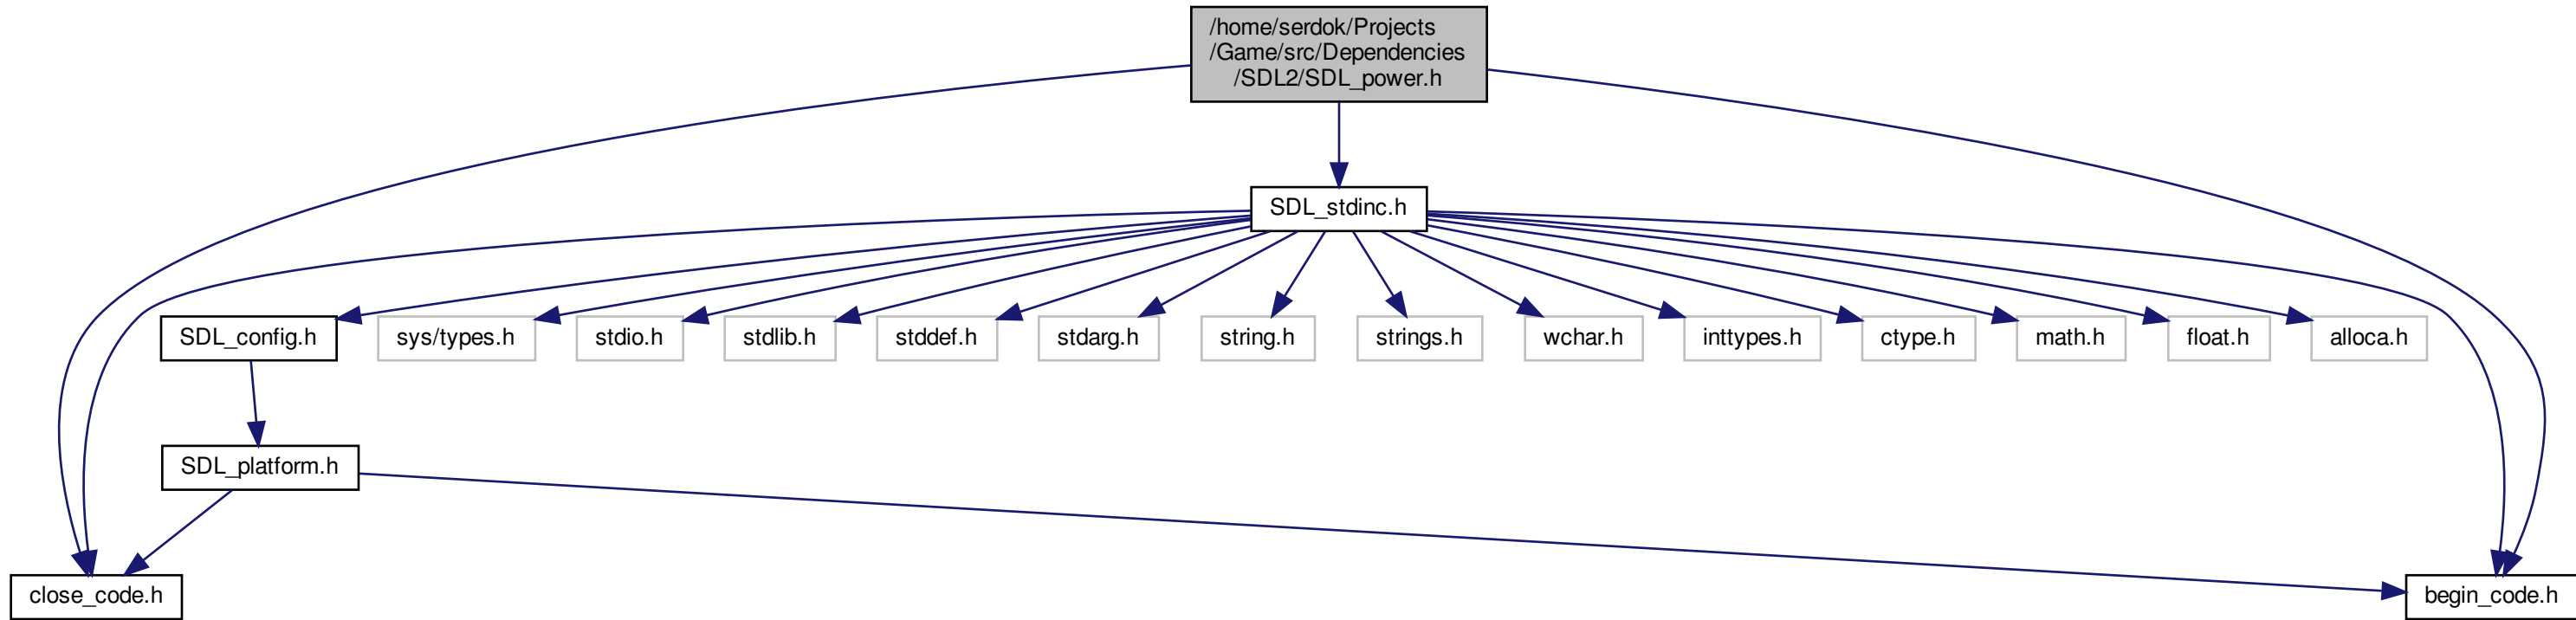 /home/serdok/Projects
/Game/src/Dependencies
/SDL2/SDL_power.h
SDL_stdinc.h
SDL_config.h
sys/types.h
stdio.h
stdlib.h
stddef.h
stdarg.h
string.h
strings.h
wchar.h
inttypes.h
ctype.h
math.h
float.h
alloca.h
SDL_platform.h
close_code.h
begin_code.h